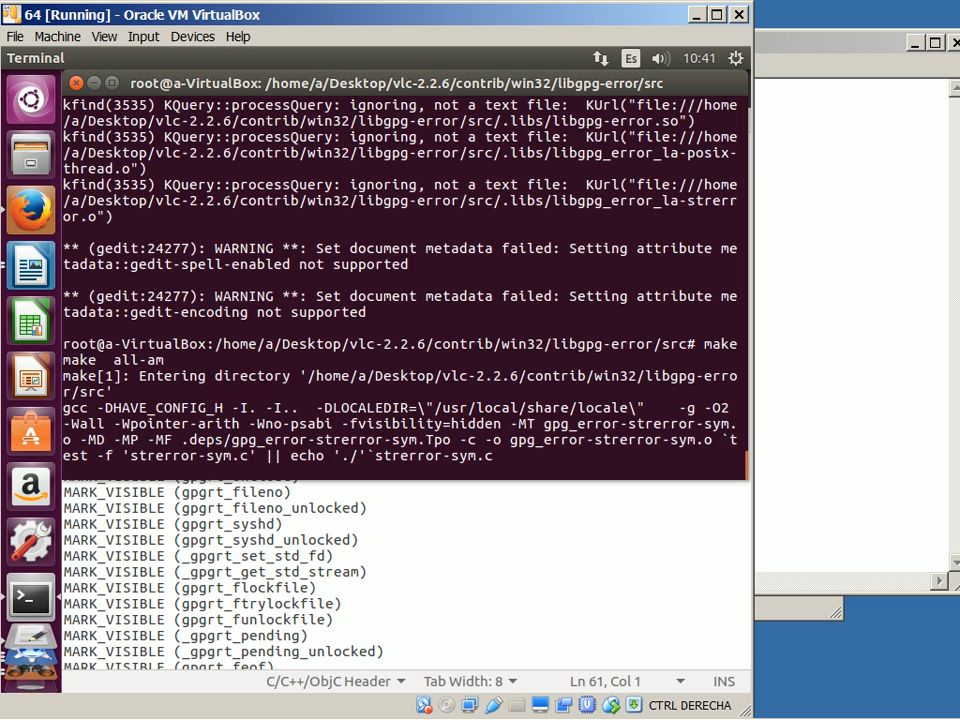 64 [Running] - Oracle VM VirtualBox
File Machine View Input Devices Help
Terminal
Es
10:41
root@a-VirtualBox: /home/a/Desktop/vlc-2.2.6/contrib/win32/libgpg-error/src
kfind(3535) KQuery::processQuery: ignoring, not a text file:  KUrl("file:///home
/a/Desktop/vlc-2.2.6/contrib/win32/libgpg-error/src/.libs/libgpg-error.so")
kfind(3535) KQuery::processQuery: ignoring, not a text file:  KUrl("file:///home
/a/Desktop/vlc-2.2.6/contrib/win32/libgpg-error/src/.libs/libgpg_error_la-posix-
thread.o")
kfind(3535) KQuery::processQuery: ignoring, not a text file:  KUrl("file:///home
/a/Desktop/vlc-2.2.6/contrib/win32/libgpg-error/src/.libs/libgpg_error_la-strerr
or.o")
** (gedit:24277): WARNING **: Set document metadata failed: Setting attribute me
tadata::gedit-spell-enabled not supported
** (gedit:24277): WARNING **: Set document metadata failed: Setting attribute me
tadata::gedit-encoding not supported
root@a-VirtualBox:/home/a/Desktop/vlc-2.2.6/contrib/win32/libgpg-error/src# make
make  all-am
make[1]: Entering directory '/home/a/Desktop/vlc-2.2.6/contrib/win32/libgpg-erro
r/src'
gcc -DHAVE_CONFIG_H -I. -I..  -DLOCALEDIR=\"/usr/local/share/locale\"    -g -O2
-Wall -Wpointer-arith -Wno-psabi -fvisibility=hidden -MT gpg_error-strerror-sym.
o -MD -MP -MF .deps/gpg_error-strerror-sym.Tpo -c -o gpg_error-strerror-sym.o `t
est -f 'strerror-sym.c' || echo './'`strerror-sym.c
MARK_VISIBLE (gpgrt_fileno)
MARK_VISIBLE (gpgrt_fileno_unlocked)
MARK_VISIBLE (gpgrt_syshd)
MARK_VISIBLE (gpgrt_syshd_unlocked)
MARK_VISIBLE (_gpgrt_set_std_fd)
MARK_VISIBLE (_gpgrt_get_std_stream)
MARK_VISIBLE (gpgrt_flockfile)
MARK_VISIBLE (gpgrt_ftrylockfile)
MARK_VISIBLE (gpgrt_funlockfile)
MARK_VISIBLE (_gpgrt_pending)
MARK_VISIBLE (_gpgrt_pending_unlocked)
MARK_VISIBLE (gpgrt_feof)
C/C++/ObjC Header Tab Width: 8 Ln 61, Col 1 INS
CTRL DERECHA